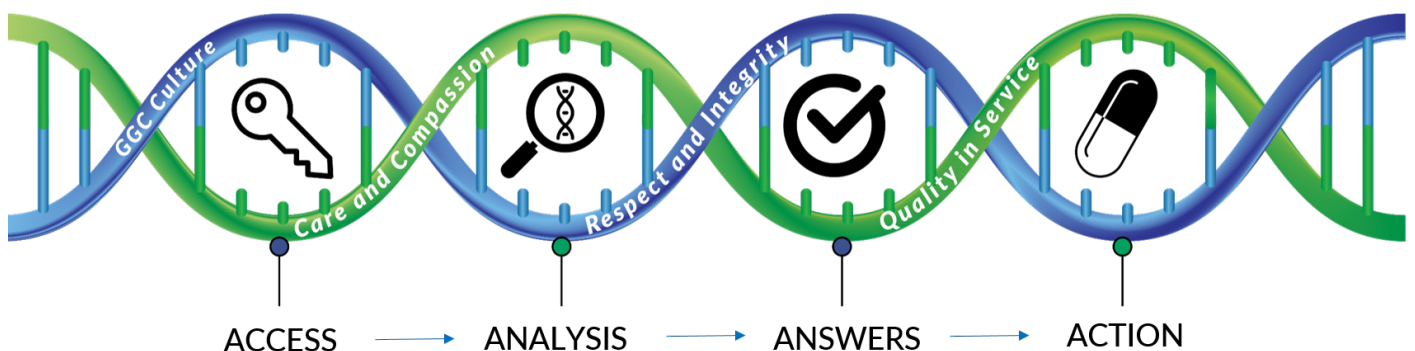 GGC Culture
Care and Compassion
Respect and Integrity
Quality in Service
ACCESS
ANALYSIS
ANSWERS
ACTION